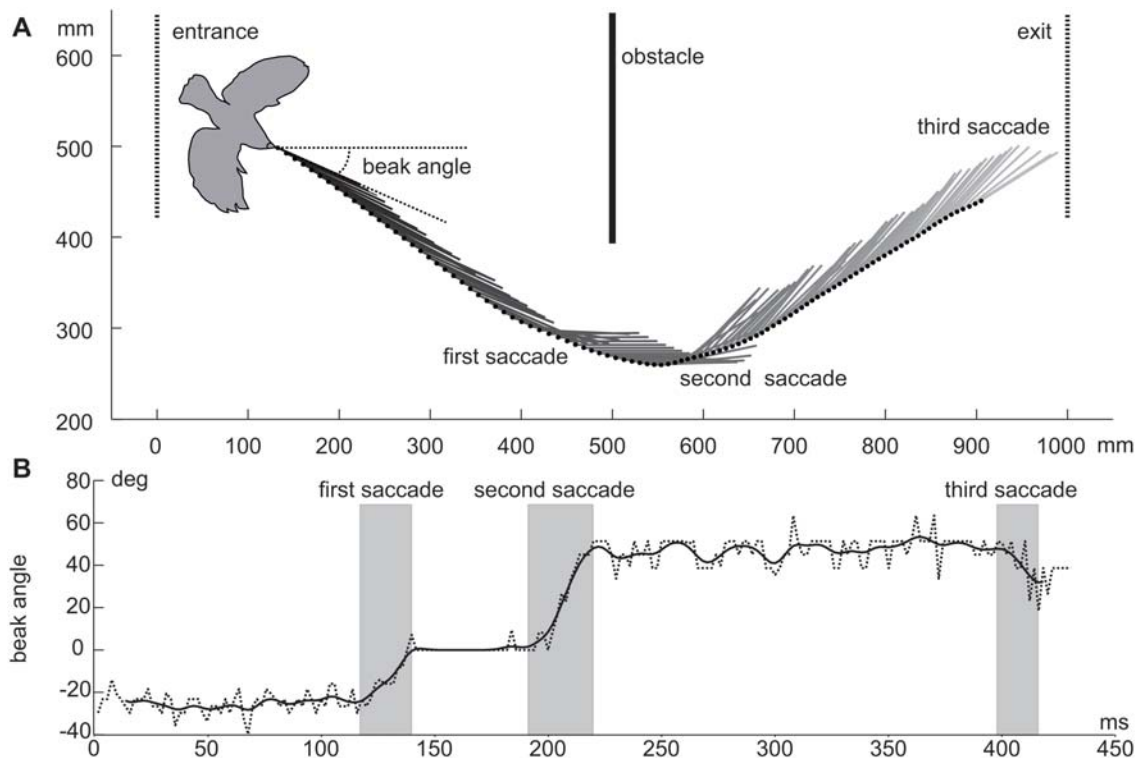 A
mm
entrance
exit
600
obstacle
third saccade
500
beak angle
400
300
first saccade
second saccade
200
0 100 200 300 400 500 600 700 800 900 1000 mm
B
deg
80
first saccade second saccade third saccade
60
40
20
0
-20
-40
beak angle
ms
0 50 100 150 200 250 300 350 400 450